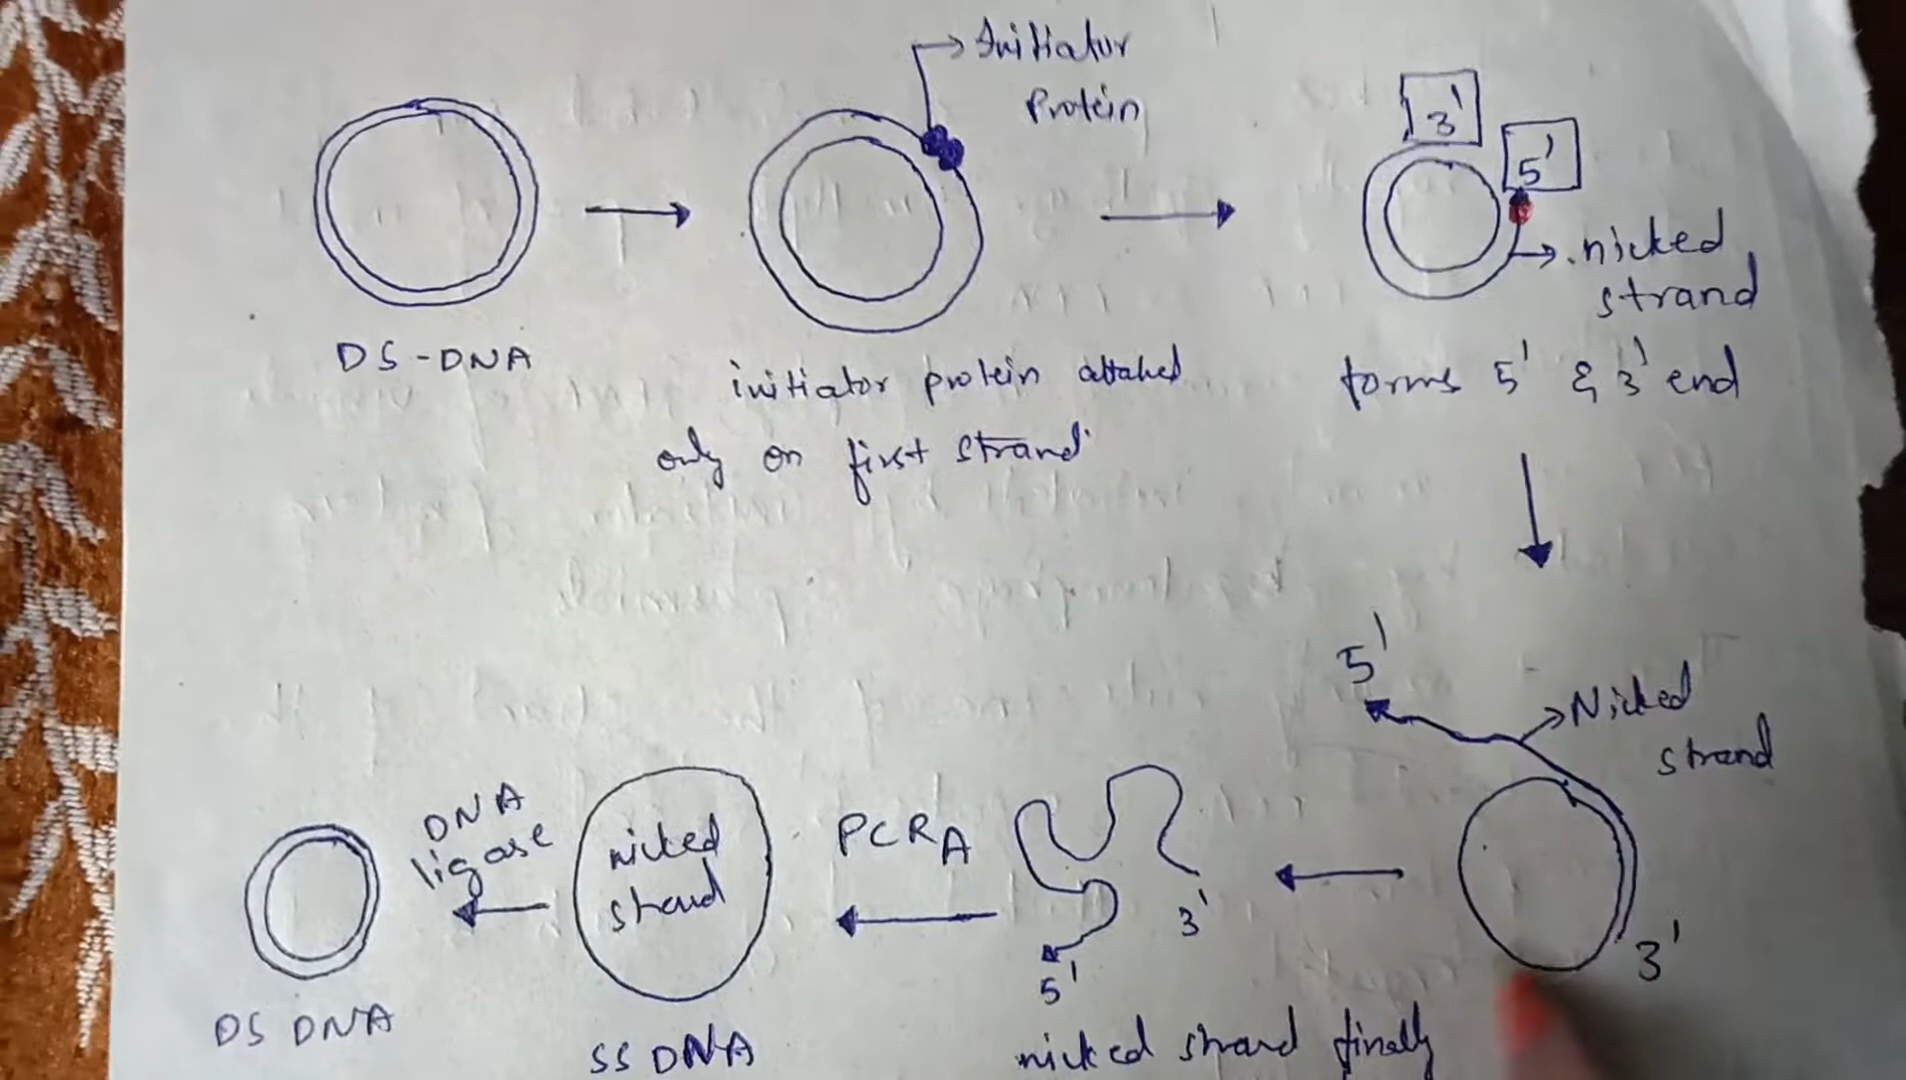 Initiator
Protein
3'
5'
nicked
strand
DS-DNA
initiator protein attached
only on first strand
forms 5' & 3' end
5'
Nicked
strand
3'
3'
5'
nicked strand finally
PCRA
nicked
strand
SS DNA
DNA
ligase
DS DNA